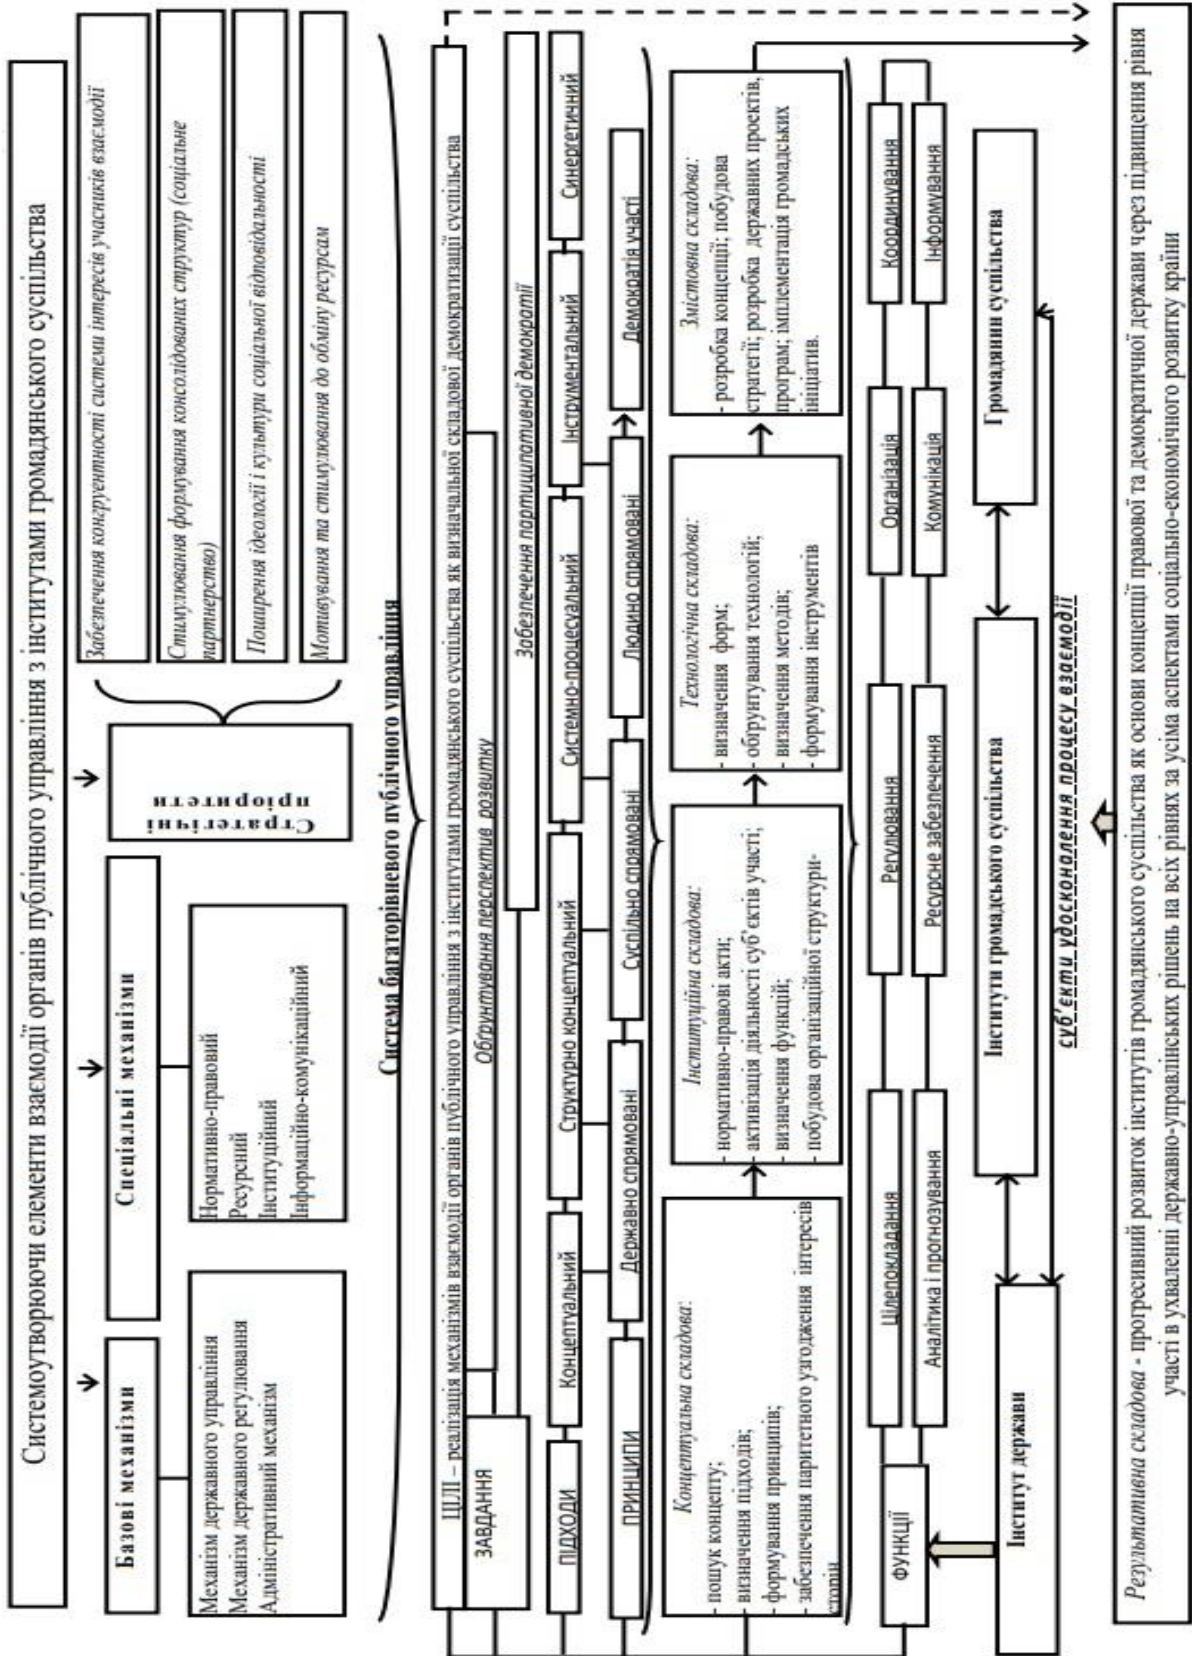 Системоутворюючи елементи взаємодії органів публічного управління з інститутами громадянського суспільства
Базові механізми
Механізм державного управління
Механізм державного регулювання
Адміністративний механізм
Спеціальні механізми
Нормативно-правовий
Ресурсний
Інституційний
Інформаційно-комунікаційний
Стратегічні
пріоритети
Забезпечення конгруентності системи інтересів учасників взаємодії
Стимулювання формування консолідованих структур (соціальне
партнерство)
Поширення ідеології і культури соціальної відповідальності
Мотивування та стимулювання до обміну ресурсам
Система багаторівневого публічного управління
ЦІЛІ – реалізація механізмів взаємодії органів публічного управління з інститутами громадянського суспільства як визначальної складової демократизації суспільства
ЗАВДАННЯ
Обґрунтування перспектив розвитку
Забезпечення партиципативної демократії
ПІДХОДИ
Концептуальний
Структурно концептуальний
Системно-процесуальний
Інструментальний
Синергетичний
ПРИНЦИПИ
Державно спрямовані
Суспільно спрямовані
Людино спрямовані
Демократія участі
Концептуальна складова:
- пошук концепту;
- визначення підходів;
- формування принципів;
- забезпечення паритетного узгодження інтересів
сторін
Інституційна складова:
- нормативно-правові акти;
- активізація діяльності суб’єктів участі;
- визначення функцій;
- побудова організаційної структури-
Технологічна складова:
- визначення форм;
- обґрунтування технологій;
- визначення методів;
- формування інструментів
Змістовна складова:
- розробка концепції; побудова
стратегії; розробка державних проектів,
програм; імплементація громадських
ініціатив.
ФУНКЦІЇ
Цілепокладання
Регулювання
Організація
Координування
Аналітика і прогнозування
Ресурсне забезпечення
Комунікація
Інформування
Інститут держави
Інститути громадського суспільства
Громадянин суспільства
суб’єкти удосконалення процесу взаємодії
Результативна складова - прогресивний розвиток інститутів громадянського суспільства як основи концепції правової та демократичної держави через підвищення рівня
участі в ухваленні державно-управлінських рішень на всіх рівнях за усіма аспектами соціально-економічного розвитку країни